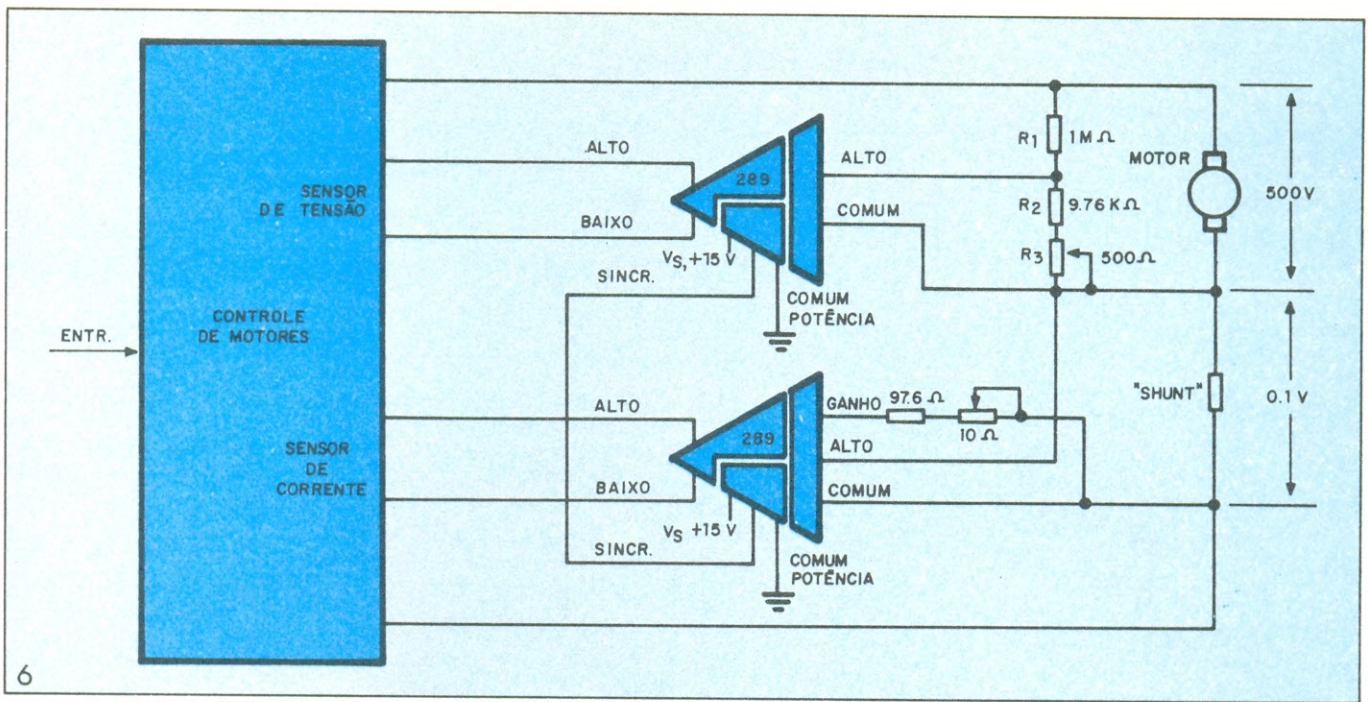 ALTO
289
ALTO
R1
1MΩ
MOTOR
500V
SENSOR
DE TENSÃO
BAIXO
COMUM
R2
9.76 KΩ
VS, +15 V
R3
500Ω
SINCR.
COMUM
POTÊNCIA
CONTROLE
DE MOTORES
ENTR.
ALTO
289
GANHO
97.6 Ω
10 Ω
"SHUNT"
0.1 V
SENSOR
DE
CORRENTE
ALTO
BAIXO
COMUM
VS +15 V
SINCR.
COMUM
POTÊNCIA
6